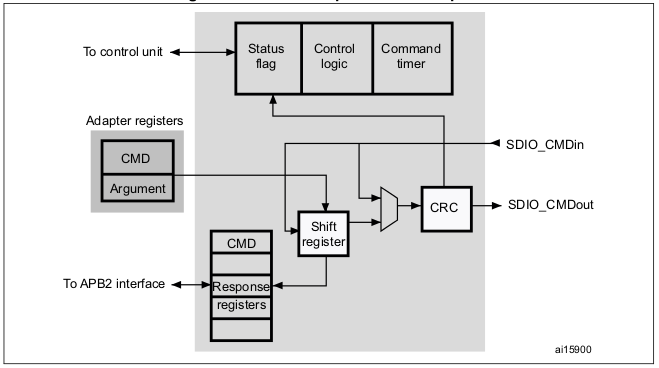 To control unit
Status
flag
Control
logic
Command
timer
Adapter registers
CMD
Argument
SDIO_CMDin
Shift
register
CRC
SDIO_CMDout
CMD
To APB2 interface
Response
registers
ai15900